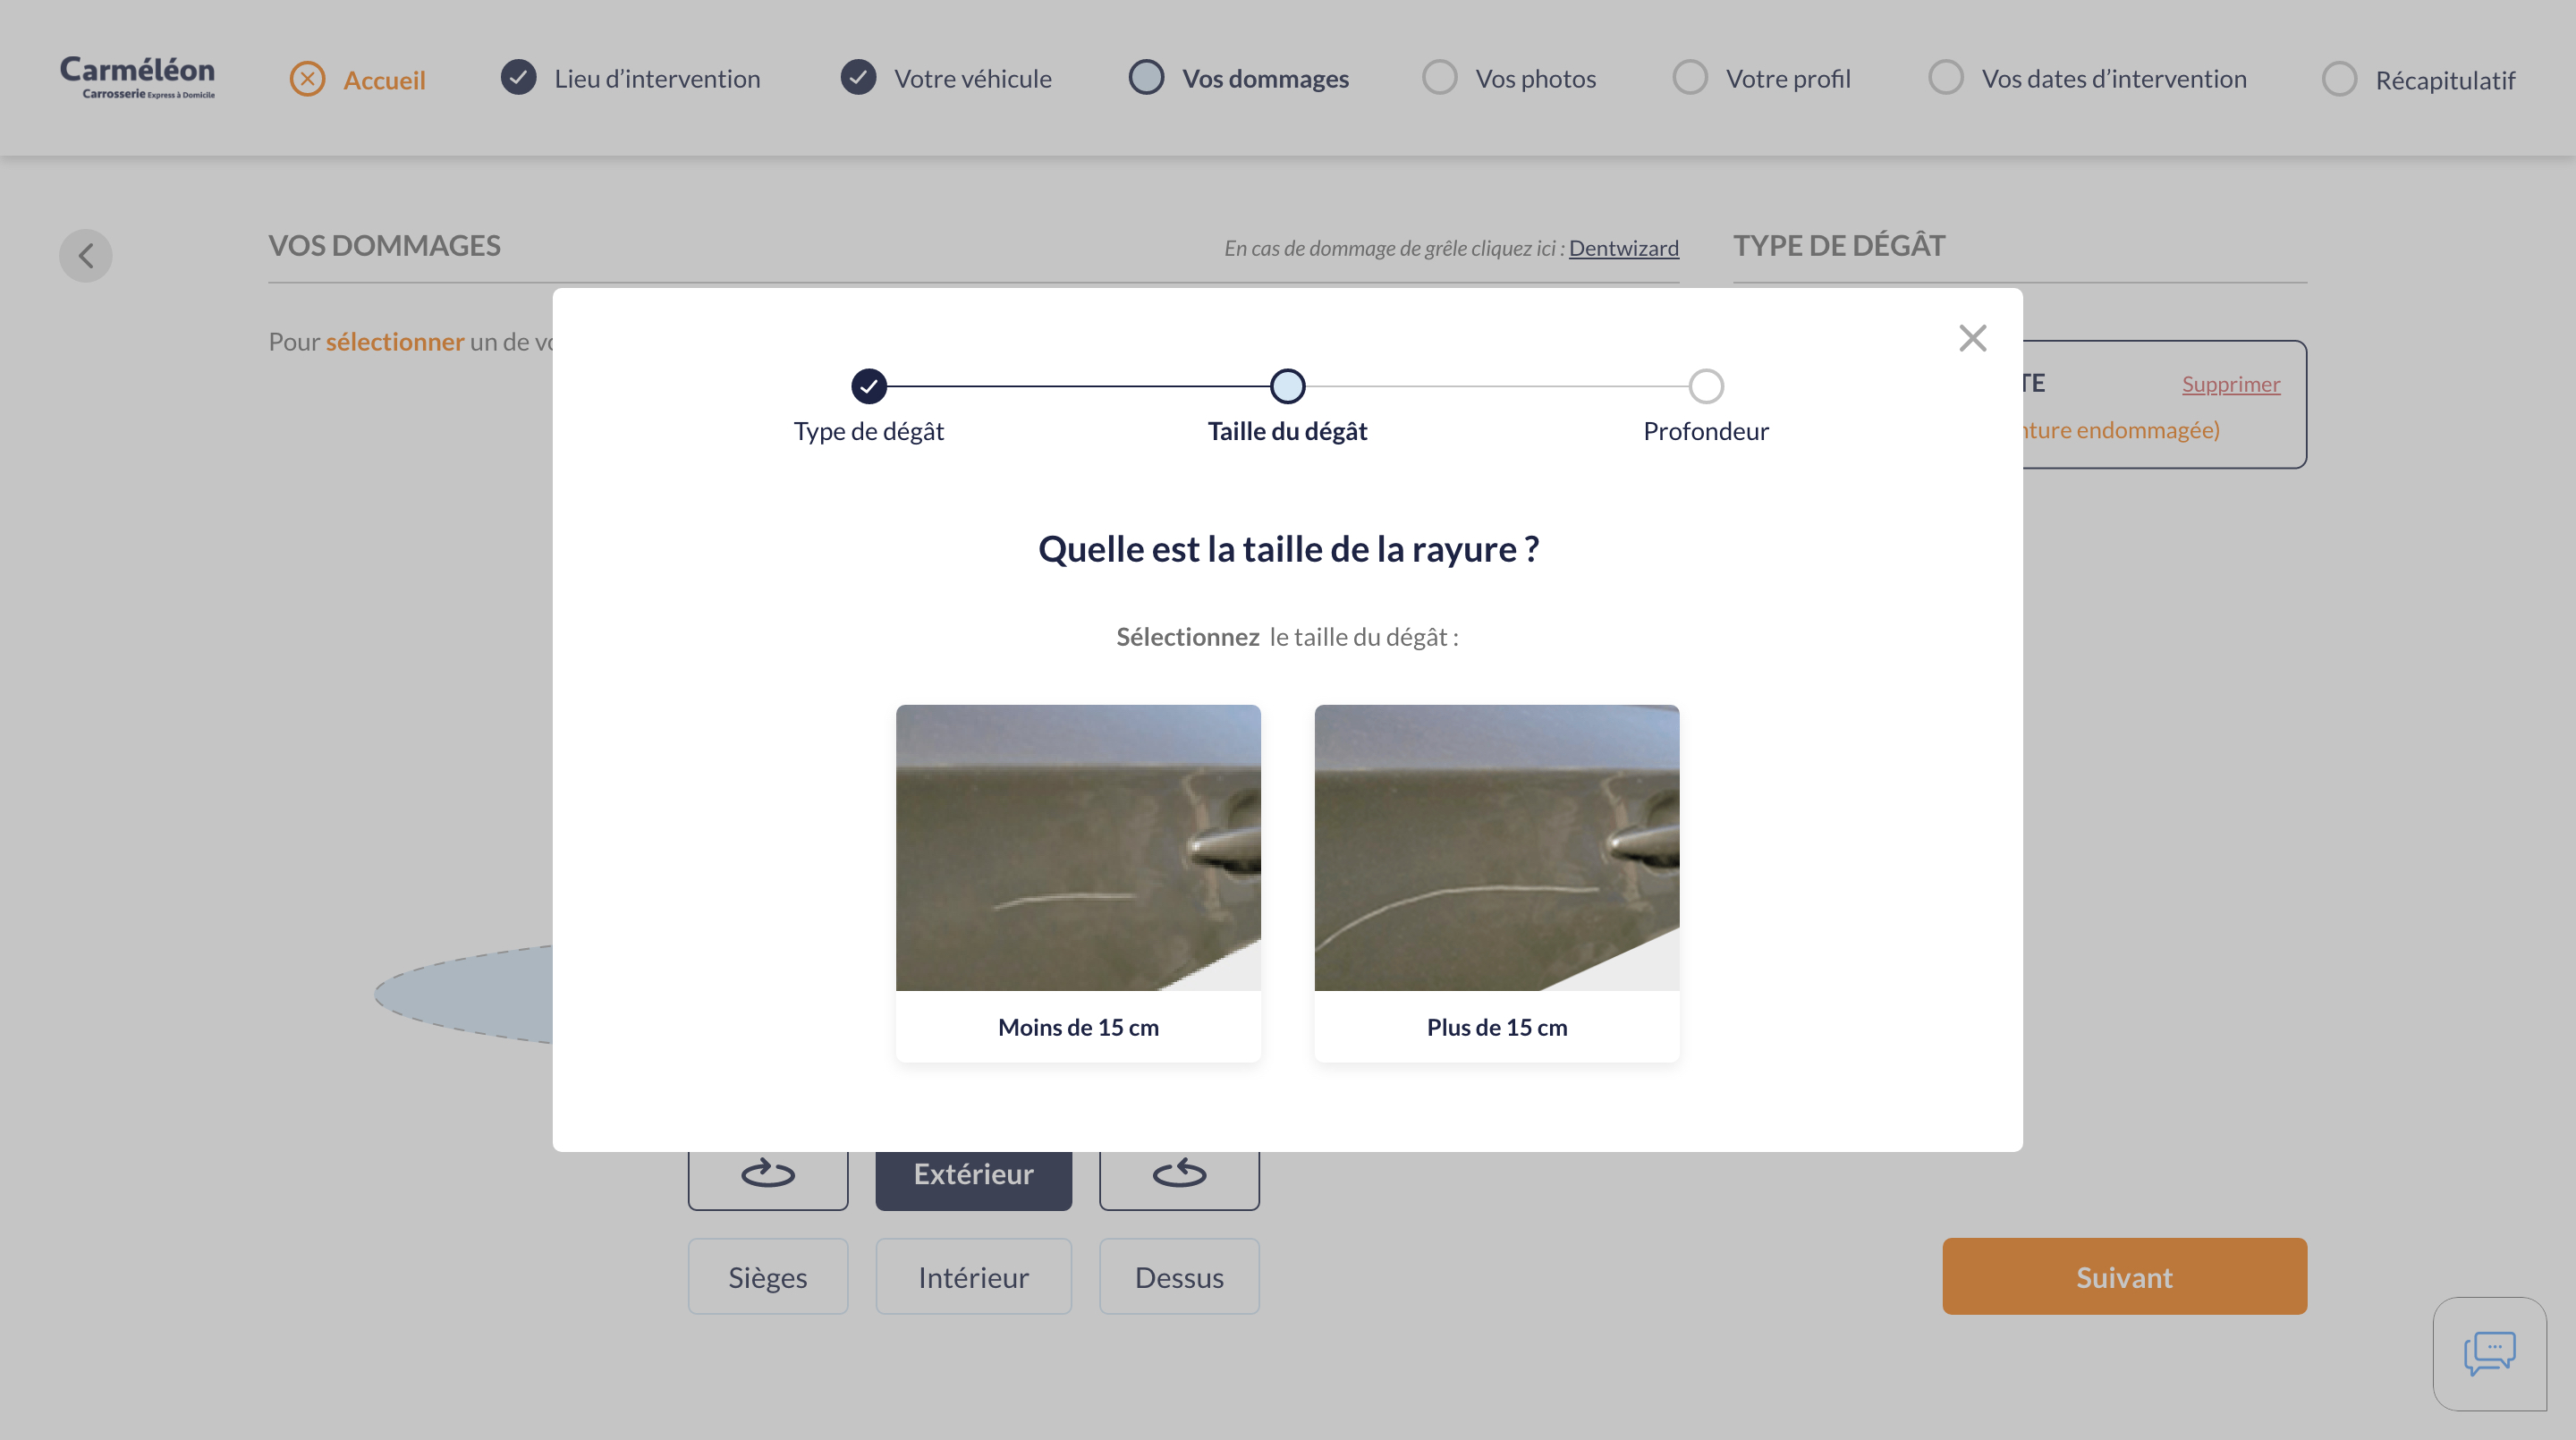 Carméléon
Carrosserie Express à Domicile
Accueil
Lieu d'intervention
Votre véhicule
Vos dommages
Vos photos
Votre profil
Vos dates d'intervention
Récapitulatif
VOS DOMMAGES
En cas de dommage de grêle cliquez ici : Dentwizard
TYPE DE DÉGÂT
Pour sélectionner un de
Supprimer
endommagée)
Type de dégât
Taille du dégât
Profondeur
Quelle est la taille de la rayure ?
Sélectionnez le taille du dégât :
Moins de 15 cm
Plus de 15 cm
Extérieur
Sièges
Intérieur
Dessus
Suivant